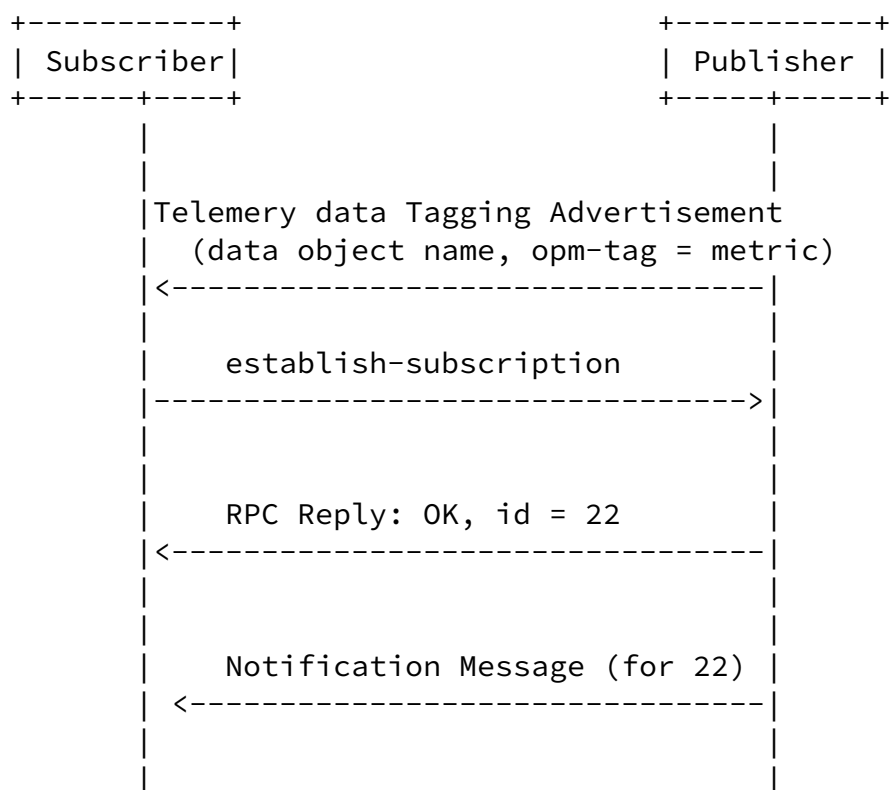 Subscriber
Publisher
Telemery data Tagging Advertisement
(data object name, opm-tag = metric)
establish-subscription
RPC Reply: OK, id = 22
Notification Message (for 22)